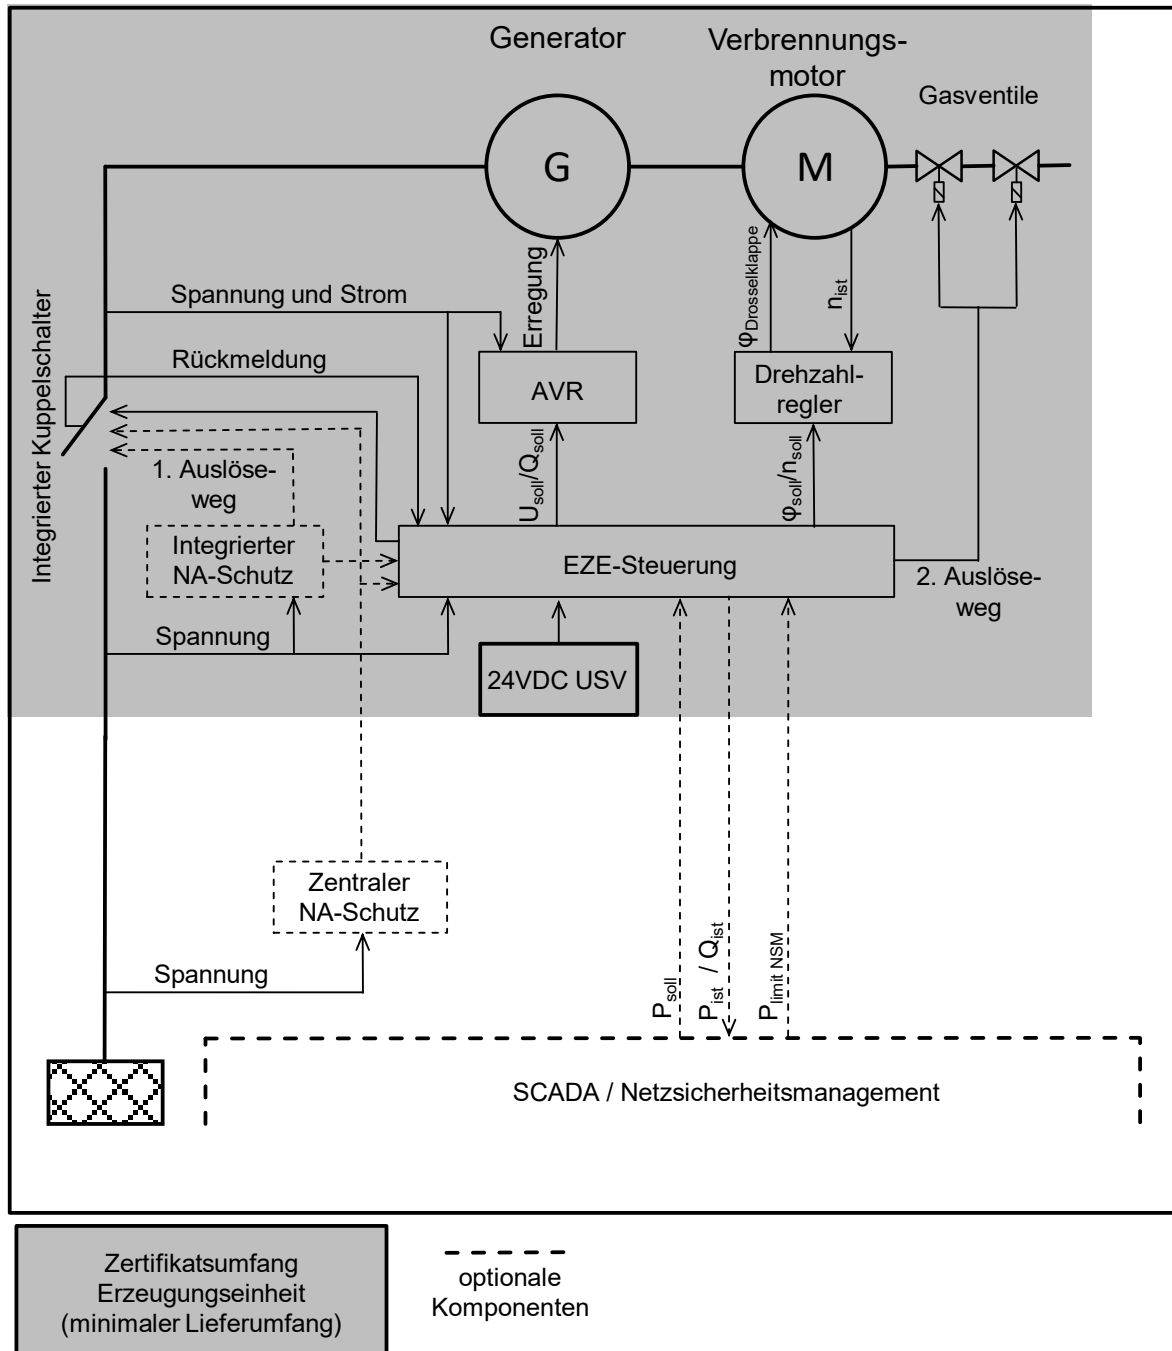 Generator
Verbrennungs-
motor
Gasventile
G
M
Spannung und Strom
Erregung
φDrosselklappe
nist
Rückmeldung
AVR
Drehzahl-
regler
Integrierter Kuppelschalter
1. Auslöse-
weg
Usoll/Qsoll
φsoll/nsoll
Integrierter
NA-Schutz
EZE-Steuerung
2. Auslöse-
weg
Spannung
24VDC USV
Zentraler
NA-Schutz
Spannung
Psoll
Pist / Qist
Plimit NSM
SCADA / Netzsicherheitsmanagement
Zertifikatsumfang
Erzeugungseinheit
(minimaler Lieferumfang)
optionale
Komponenten